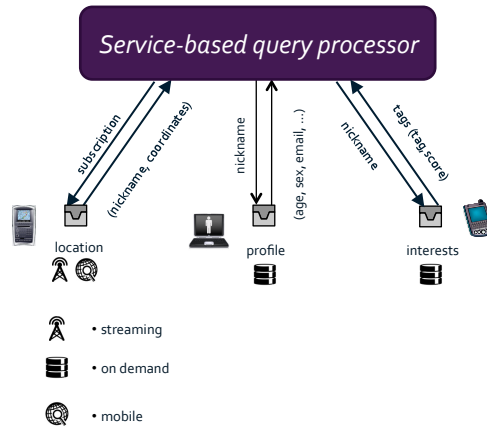 Service-based query processor
subscription
(nickname, coordinates)
nickname
(age, sex, email, ...)
nickname
tags (tag, score)
location
profile
interests
• streaming
• on demand
• mobile